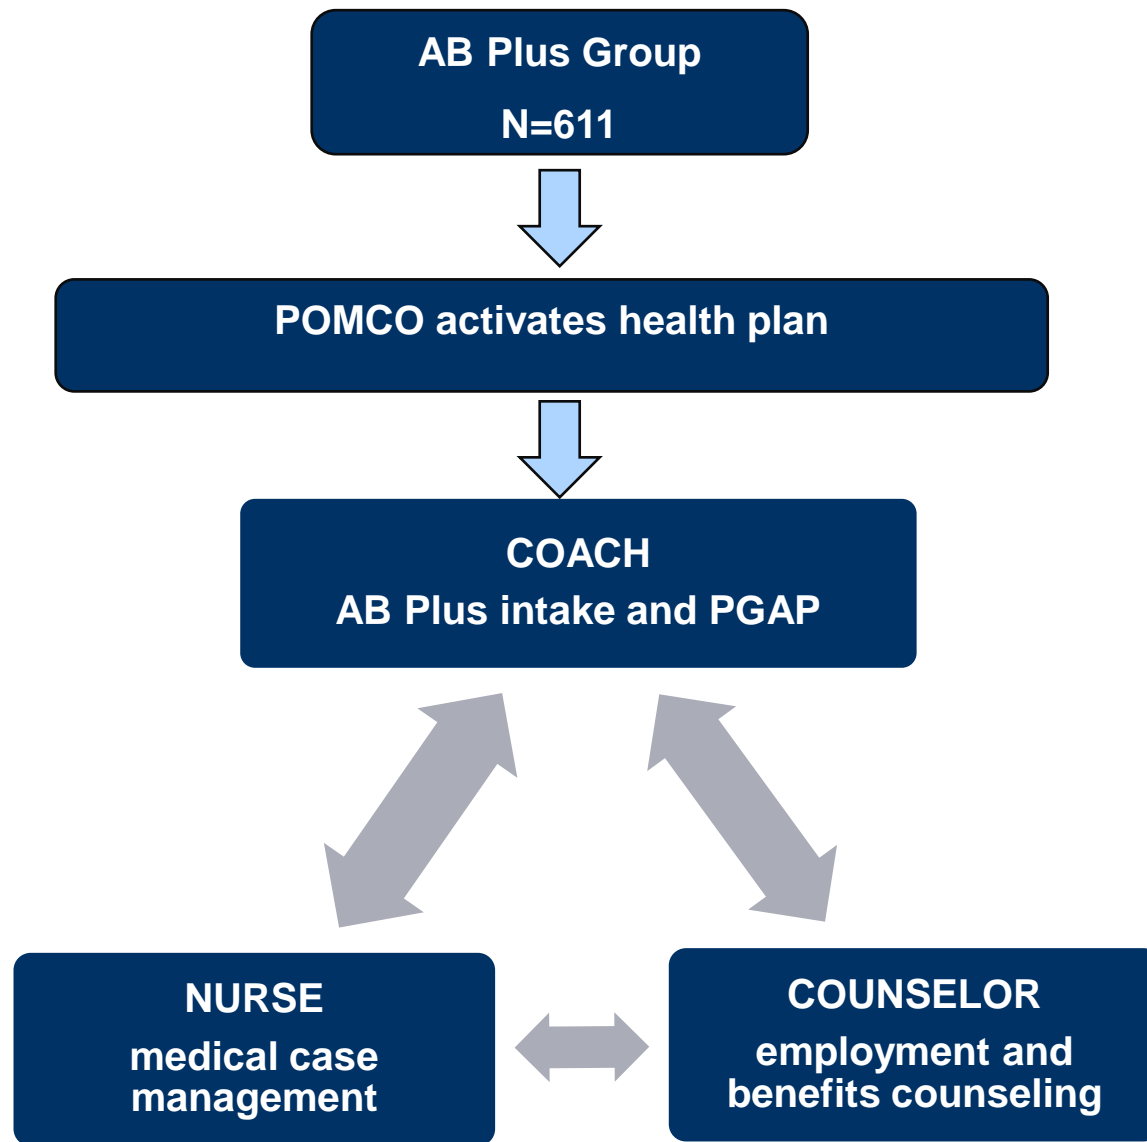 AB Plus Group
N=611
POMCO activates health plan
COACH
AB Plus intake and PGAP
NURSE
medical case
management
COUNSELOR
employment and
benefits counseling